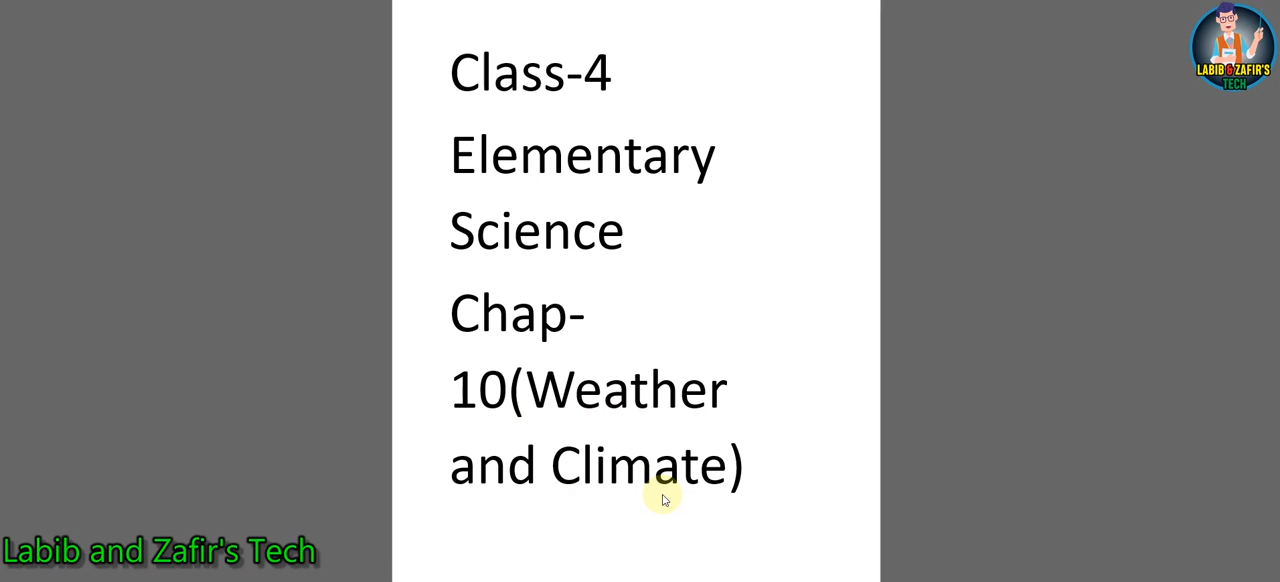 Class-4
Elementary
Science
Chap-
10(Weather
and Climate)
LABIB & ZAFIR'S
TECH
Labib and Zafir's Tech